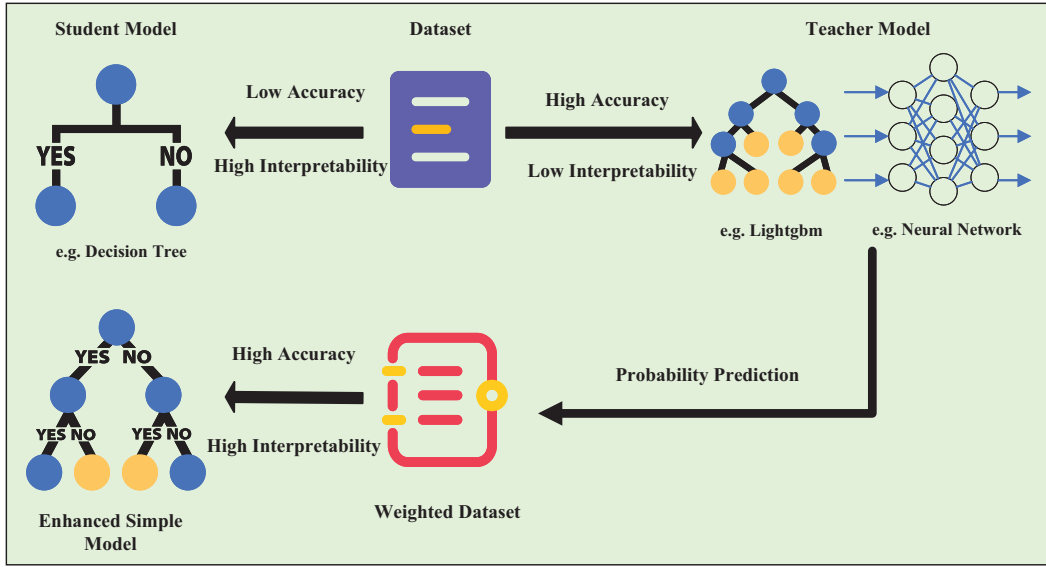 Student Model
Dataset
Teacher Model
Low Accuracy
High Accuracy
YES NO
High Interpretability
Low Interpretability
e.g. Decision Tree
e.g. Lightgbm
e.g. Neural Network
YES NO
High Accuracy
Probability Prediction
YES NO YES NO
High Interpretability
Enhanced Simple
Model
Weighted Dataset